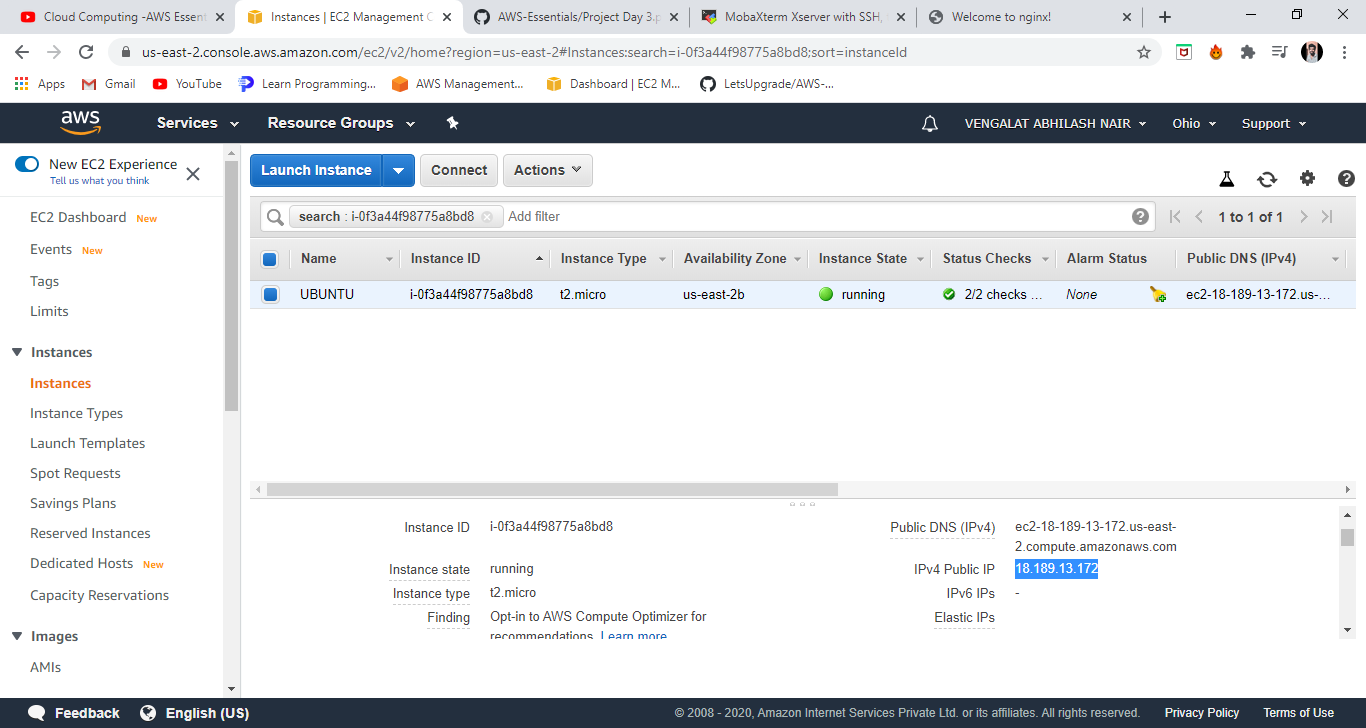 Cloud Computing -AWS Essent
Instances | EC2 Management C
AWS-Essentials/Project Day 3.p
MobaXterm Xserver with SSH,
Welcome to nginx!
us-east-2.console.aws.amazon.com/ec2/v2/home?region=us-east-2#Instances:search=i-0f3a44f98775a8bd8;sort=instanceId
Apps
Gmail
YouTube
Learn Programming...
AWS Management...
Dashboard | EC2 M...
LetsUpgrade/AWS-...
aws
Services
Resource Groups
VENGALAT ABHILASH NAIR
Ohio
Support
New EC2 Experience
Tell us what you think
EC2 Dashboard New
Events New
Tags
Limits
Instances
Instances
Instance Types
Launch Templates
Spot Requests
Savings Plans
Reserved Instances
Dedicated Hosts New
Capacity Reservations
Images
AMIs
Launch Instance
Connect
Actions
search : i-0f3a44f98775a8bd8
Add filter
1 to 1 of 1
Name
Instance ID
Instance Type
Availability Zone
Instance State
Status Checks
Alarm Status
Public DNS (IPv4)
UBUNTU
i-0f3a44f98775a8bd8
t2.micro
us-east-2b
running
2/2 checks ...
None
ec2-18-189-13-172.us-...
Instance ID
i-0f3a44f98775a8bd8
Instance state
running
Instance type
t2.micro
Finding
Opt-in to AWS Compute Optimizer for
recommendations. Learn more
Public DNS (IPv4)
ec2-18-189-13-172.us-east-
2.compute.amazonaws.com
IPv4 Public IP
18.189.13.172
IPv6 IPs
-
Elastic IPs
Feedback
English (US)
© 2008 - 2020, Amazon Internet Services Private Ltd. or its affiliates. All rights reserved.
Privacy Policy
Terms of Use